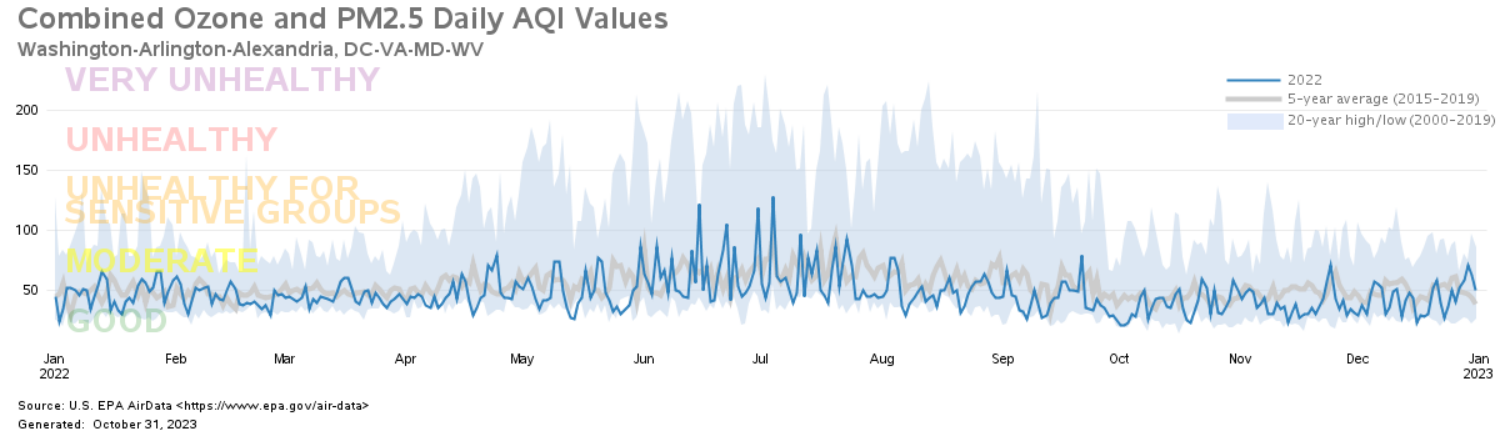 Combined Ozone and PM2.5 Daily AQI Values
Washington-Arlington-Alexandria, DC-VA-MD-WV
VERY UNHEALTHY
2022
5-year average (2015-2019)
20-year high/low (2000-2019)
200
UNHEALTHY
150
UNHEALTHY FOR
SENSITIVE GROUPS
100
MODERATE
50
GOOD
Jan Feb Mar Apr May Jun Jul Aug Sep Oct Nov Dec Jan
2022 2023
Source: U.S. EPA AirData <https://www.epa.gov/air-data>
Generated: October 31, 2023